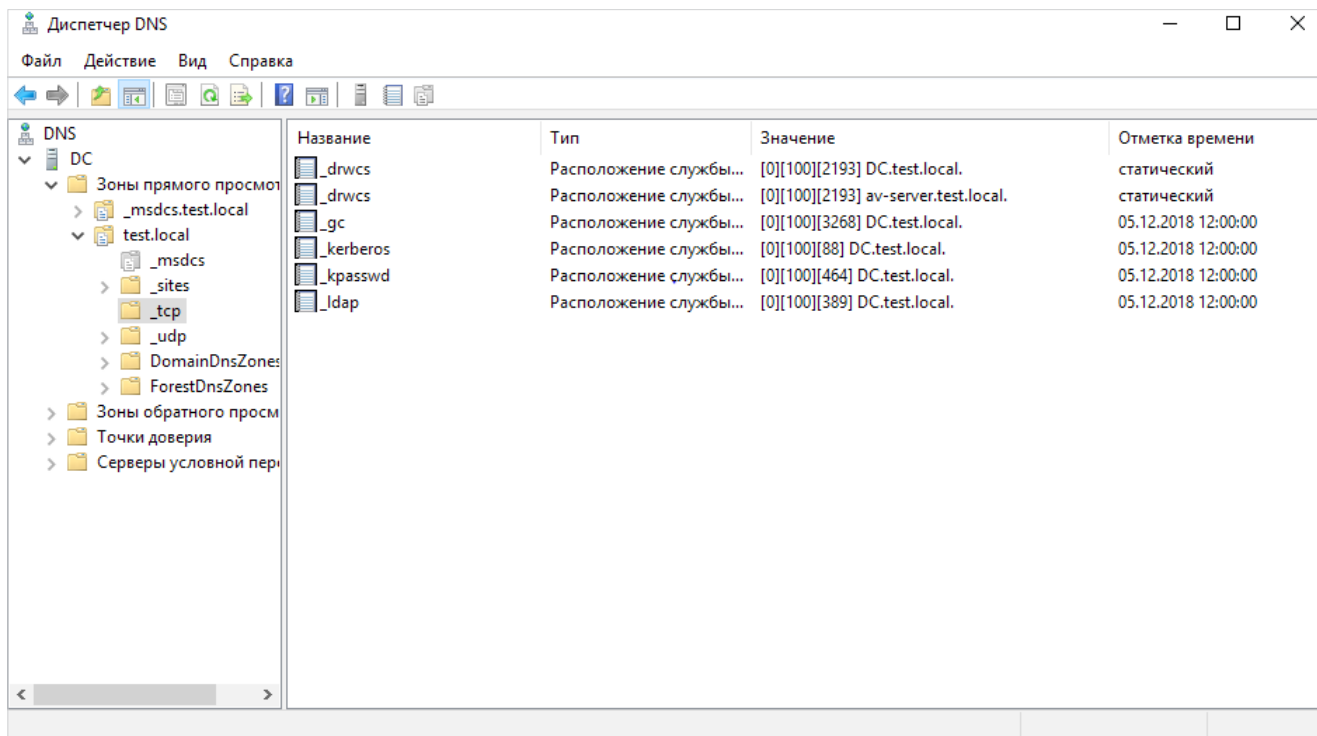 Диспетчер DNS
Файл Действие Вид Справка
DNS
DC
Зоны прямого просмот
_msdcs.test.local
test.local
_msdcs
_sites
_tcp
_udp
DomainDnsZones
ForestDnsZones
Зоны обратного просм
Точки доверия
Серверы условной пер
Название Тип Значение Отметка времени
_drwcs Расположение службы... [0][100][2193] DC.test.local. статический
_drwcs Расположение службы... [0][100][2193] av-server.test.local. статический
_gc Расположение службы... [0][100][3268] DC.test.local. 05.12.2018 12:00:00
_kerberos Расположение службы... [0][100][88] DC.test.local. 05.12.2018 12:00:00
_kpasswd Расположение службы... [0][100][464] DC.test.local. 05.12.2018 12:00:00
_ldap Расположение службы... [0][100][389] DC.test.local. 05.12.2018 12:00:00